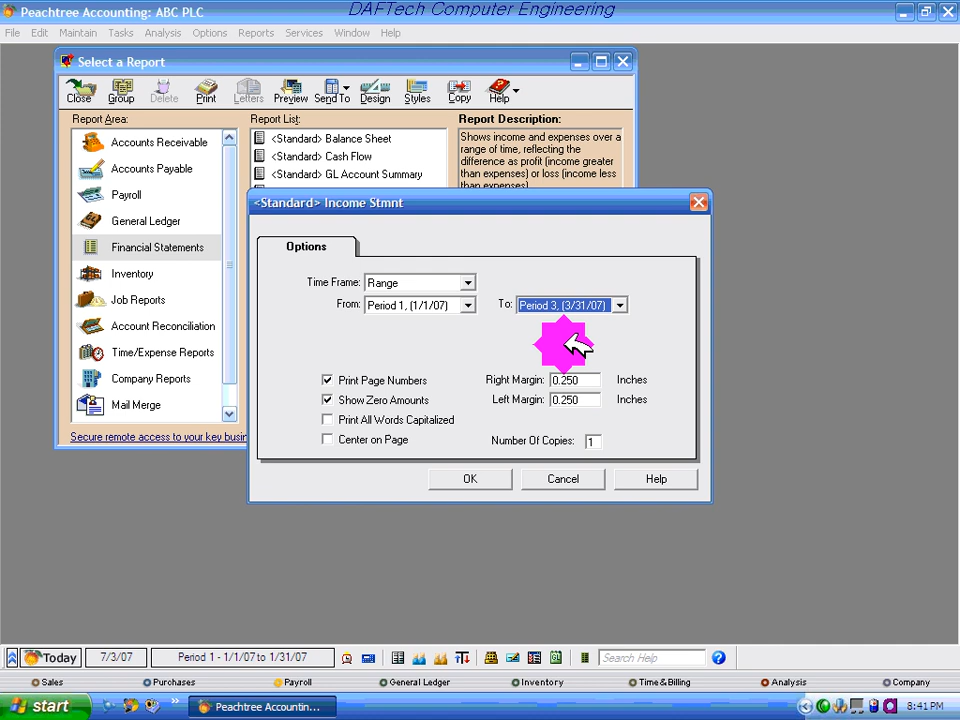 DAFTech Computer Engineering
Peachtree Accounting: ABC PLC
File Edit Maintain Tasks Analysis Options Reports Services Window Help
Select a Report
Close Group Delete Print Letters Preview Send To Design Styles Copy Help
Report Area:
Accounts Receivable
Accounts Payable
Payroll
General Ledger
Financial Statements
Inventory
Job Reports
Account Reconciliation
Time/Expense Reports
Company Reports
Mail Merge
Secure remote access to your key
Report List:
<Standard> Balance Sheet
<Standard> Cash Flow
<Standard> GL Account Summary
Report Description:
Shows income and expenses over a
range of time, reflecting the
difference as profit (income greater
than expenses) or loss (income less
than expenses).
<Standard> Income Stmnt
Options
Time Frame: Range
From: Period 1, (1/1/07) To: Period 3, (3/31/07)
Print Page Numbers Right Margin: 0.250 Inches
Show Zero Amounts Left Margin: 0.250 Inches
Print All Words Capitalized
Center on Page Number Of Copies: 1
OK Cancel Help
Today 7/3/07 Period 1 - 1/1/07 to 1/31/07 Search Help
Sales Purchases Payroll General Ledger Inventory Time & Billing Analysis Company
start Peachtree Accountin... 8:41 PM